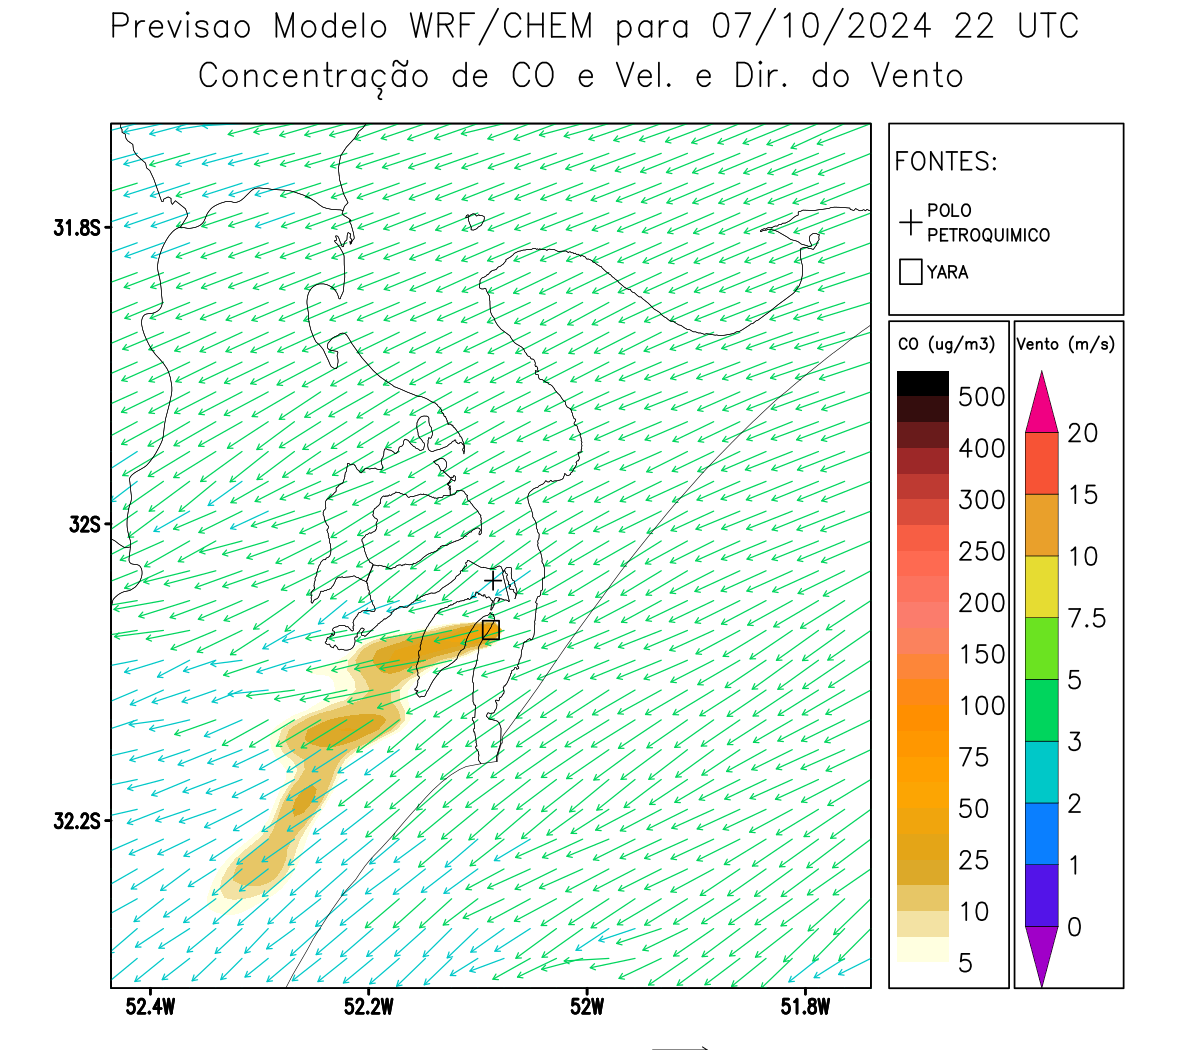 Previsao Modelo WRF/CHEM para 07/10/2024 22 UTC
Concentração de CO e Vel. e Dir. do Vento
FONTES:
POLO
PETROQUIMICO
YARA
CO (ug/m3)
500
400
300
250
200
150
100
75
50
25
10
5
Vento (m/s)
20
15
10
7.5
5
3
2
1
0
31.8S
32S
32.2S
52.4W
52.2W
52W
51.8W